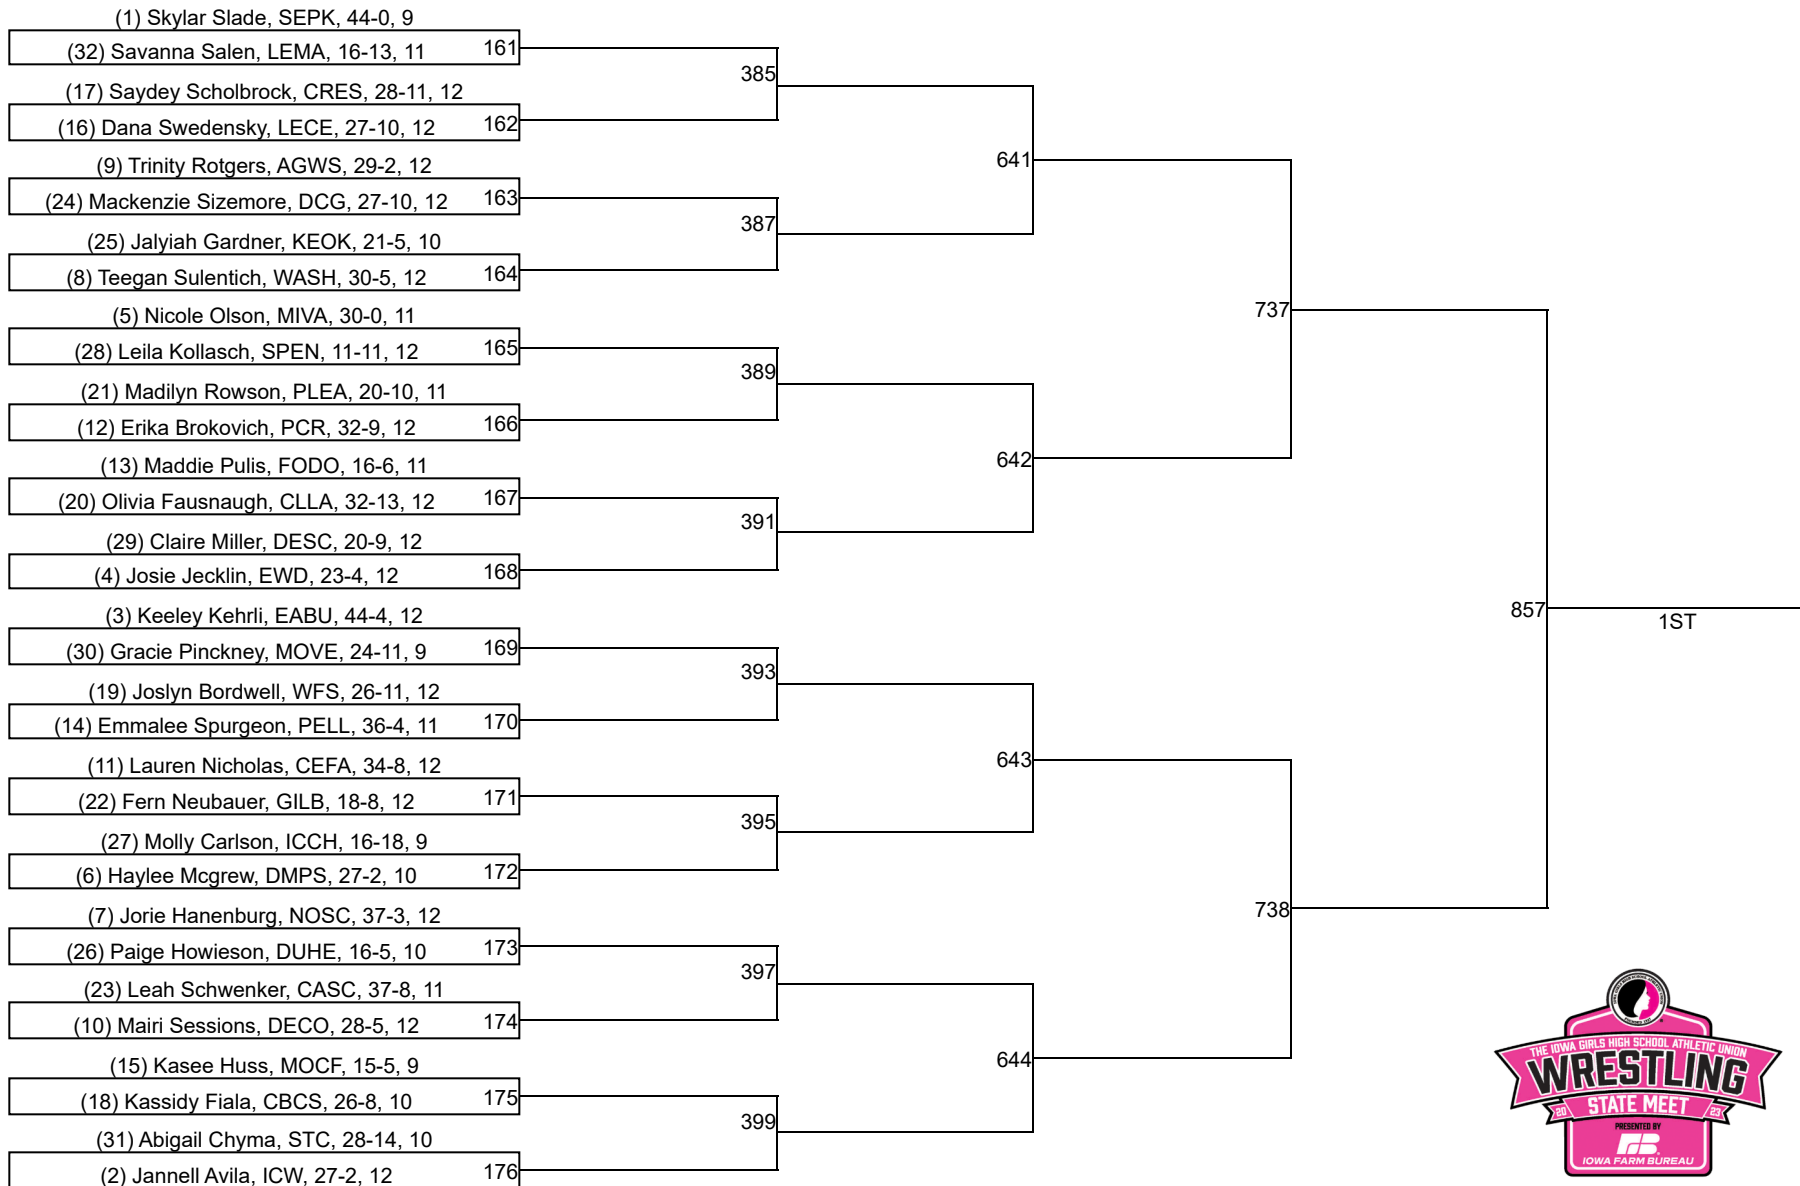 (1) Skylar Slade, SEPK, 44-0, 9
(32) Savanna Salen, LEMA, 16-13, 11 161
385
(17) Saydey Scholbrock, CRES, 28-11, 12
(16) Dana Swedensky, LECE, 27-10, 12 162
641
(9) Trinity Rotgers, AGWS, 29-2, 12
(24) Mackenzie Sizemore, DCG, 27-10, 12 163
387
(25) Jalyiah Gardner, KEOK, 21-5, 10
(8) Teegan Sulentich, WASH, 30-5, 12 164
737
(5) Nicole Olson, MIVA, 30-0, 11
(28) Leila Kollasch, SPEN, 11-11, 12 165
389
(21) Madilyn Rowson, PLEA, 20-10, 11
(12) Erika Brokovich, PCR, 32-9, 12 166
642
(13) Maddie Pulis, FODO, 16-6, 11
(20) Olivia Fausnaugh, CLLA, 32-13, 12 167
391
(29) Claire Miller, DESC, 20-9, 12
(4) Josie Jecklin, EWD, 23-4, 12 168
857
1ST
(3) Keeley Kehrli, EABU, 44-4, 12
(30) Gracie Pinckney, MOVE, 24-11, 9 169
393
(19) Joslyn Bordwell, WFS, 26-11, 12
(14) Emmalee Spurgeon, PELL, 36-4, 11 170
643
(11) Lauren Nicholas, CEFA, 34-8, 12
(22) Fern Neubauer, GILB, 18-8, 12 171
395
(27) Molly Carlson, ICCH, 16-18, 9
(6) Haylee Mcgrew, DMPS, 27-2, 10 172
738
(7) Jorie Hanenburg, NOSC, 37-3, 12
(26) Paige Howieson, DUHE, 16-5, 10 173
397
(23) Leah Schwenker, CASC, 37-8, 11
(10) Mairi Sessions, DECO, 28-5, 12 174
644
(15) Kasee Huss, MOCF, 15-5, 9
(18) Kassidy Fiala, CBCS, 26-8, 10 175
399
(31) Abigail Chyma, STC, 28-14, 10
(2) Jannell Avila, ICW, 27-2, 12 176
THE IOWA GIRLS HIGH SCHOOL ATHLETIC UNION
WRESTLING
20 STATE MEET 23
PRESENTED BY
FB
IOWA FARM BUREAU